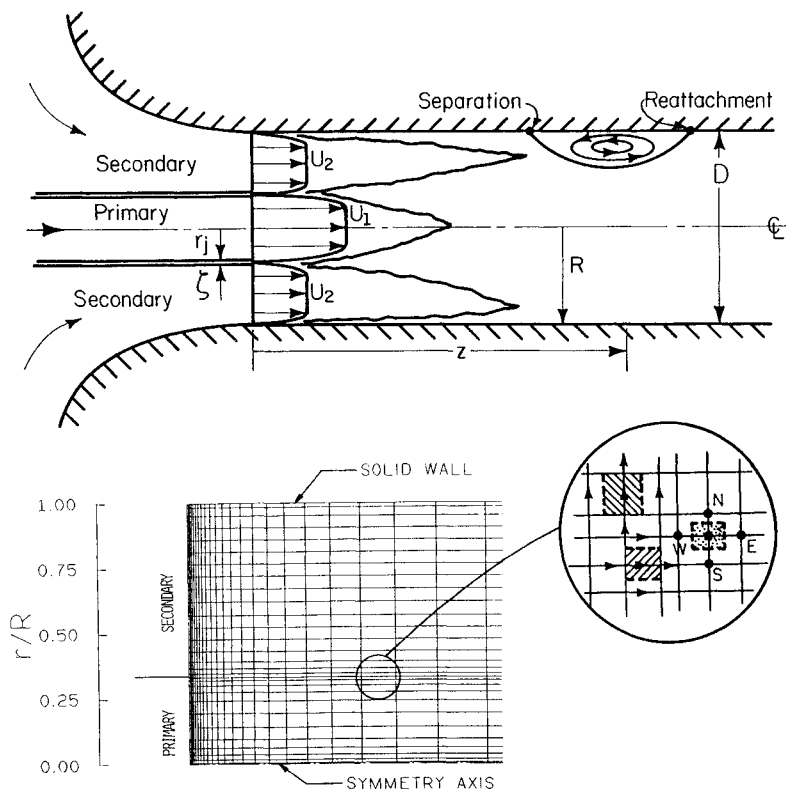 Separation
Reattachment
Secondary
U2
D
Primary
U1
rj
ζ
R
℄
Secondary
U2
z
SOLID WALL
1.00
0.75
0.50
0.25
0.00
r/R
SECONDARY
PRIMARY
N
W
E
S
SYMMETRY AXIS